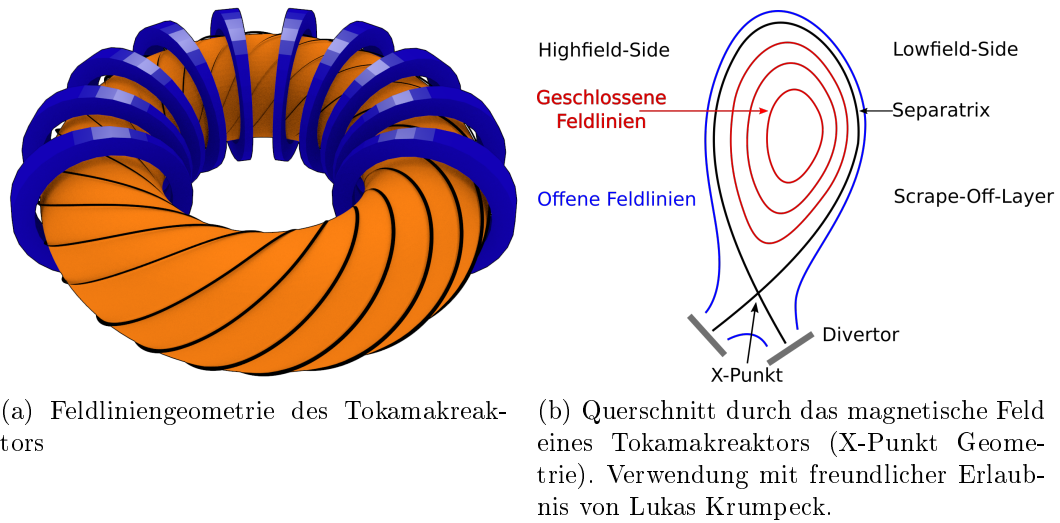 Highfield-Side
Lowfield-Side
Geschlossene
Feldlinien
Separatrix
Offene Feldlinien
Scrape-Off-Layer
Divertor
X-Punkt
(a) Feldliniengeometrie des Tokamakreak-
tors
(b) Querschnitt durch das magnetische Feld
eines Tokamakreaktors (X-Punkt Geome-
trie). Verwendung mit freundlicher Erlaub-
nis von Lukas Krumpeck.